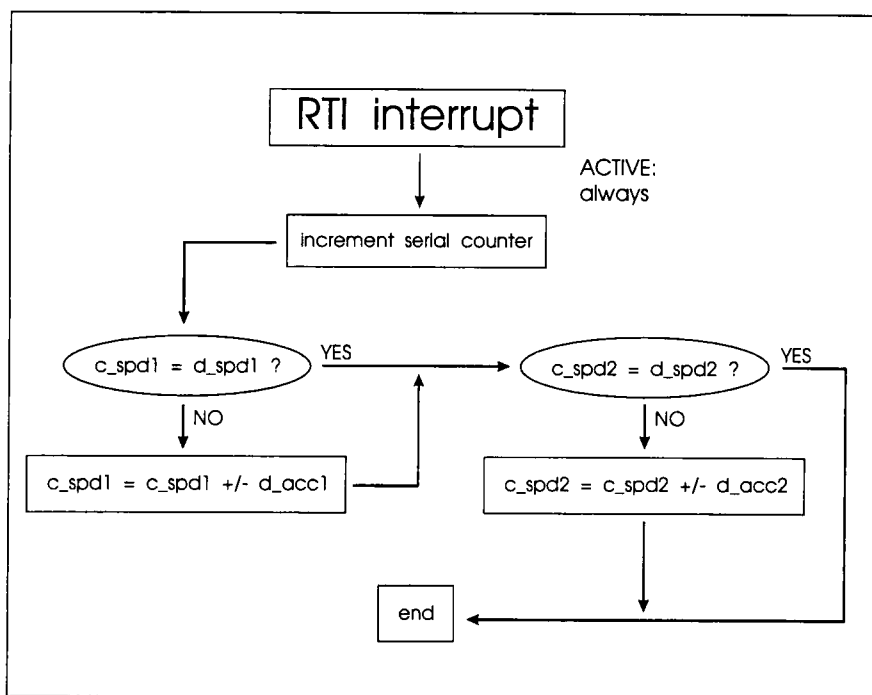 RTI interrupt
ACTIVE:
always
increment serial counter
c_spd1 = d_spd1 ?
YES
c_spd2 = d_spd2 ?
YES
NO
NO
c_spd1 = c_spd1 +/- d_acc1
c_spd2 = c_spd2 +/- d_acc2
end